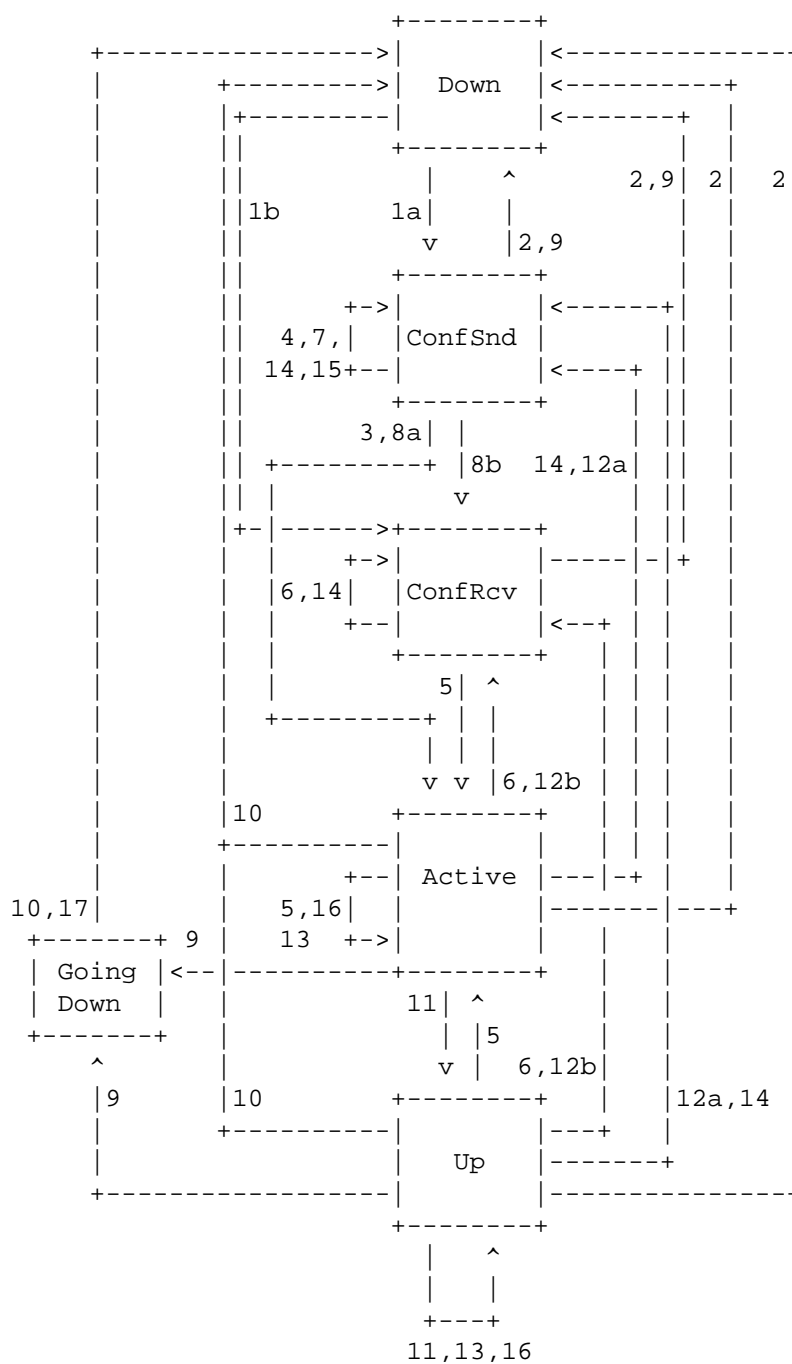 Down
2,9 2 2
1b 1a
2,9
4,7, ConfSnd
14,15
3,8a
8b 14,12a
6,14 ConfRcv
5
6,12b
10
Active
10,17 5,16
9 13
Going
Down 11
5
6,12b
9 10 12a,14
Up
11,13,16